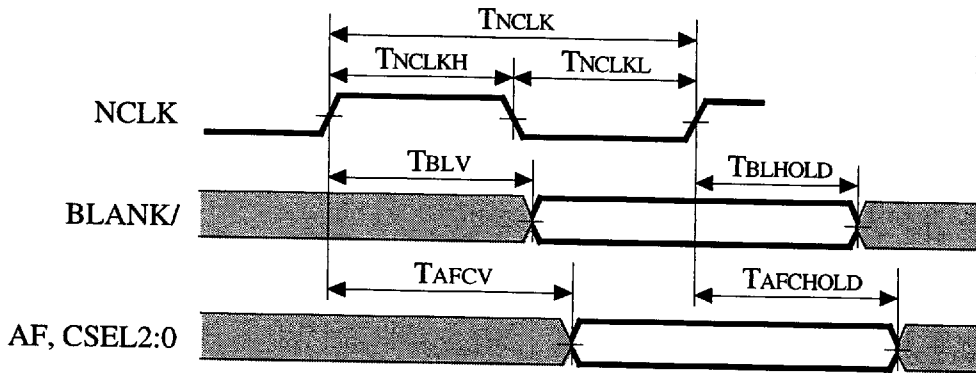 TNCLK
TNCLKH TNCLKL
NCLK
TBLV TBLHOLD
BLANK/
TAFCV TAFCHOLD
AF, CSEL2:0